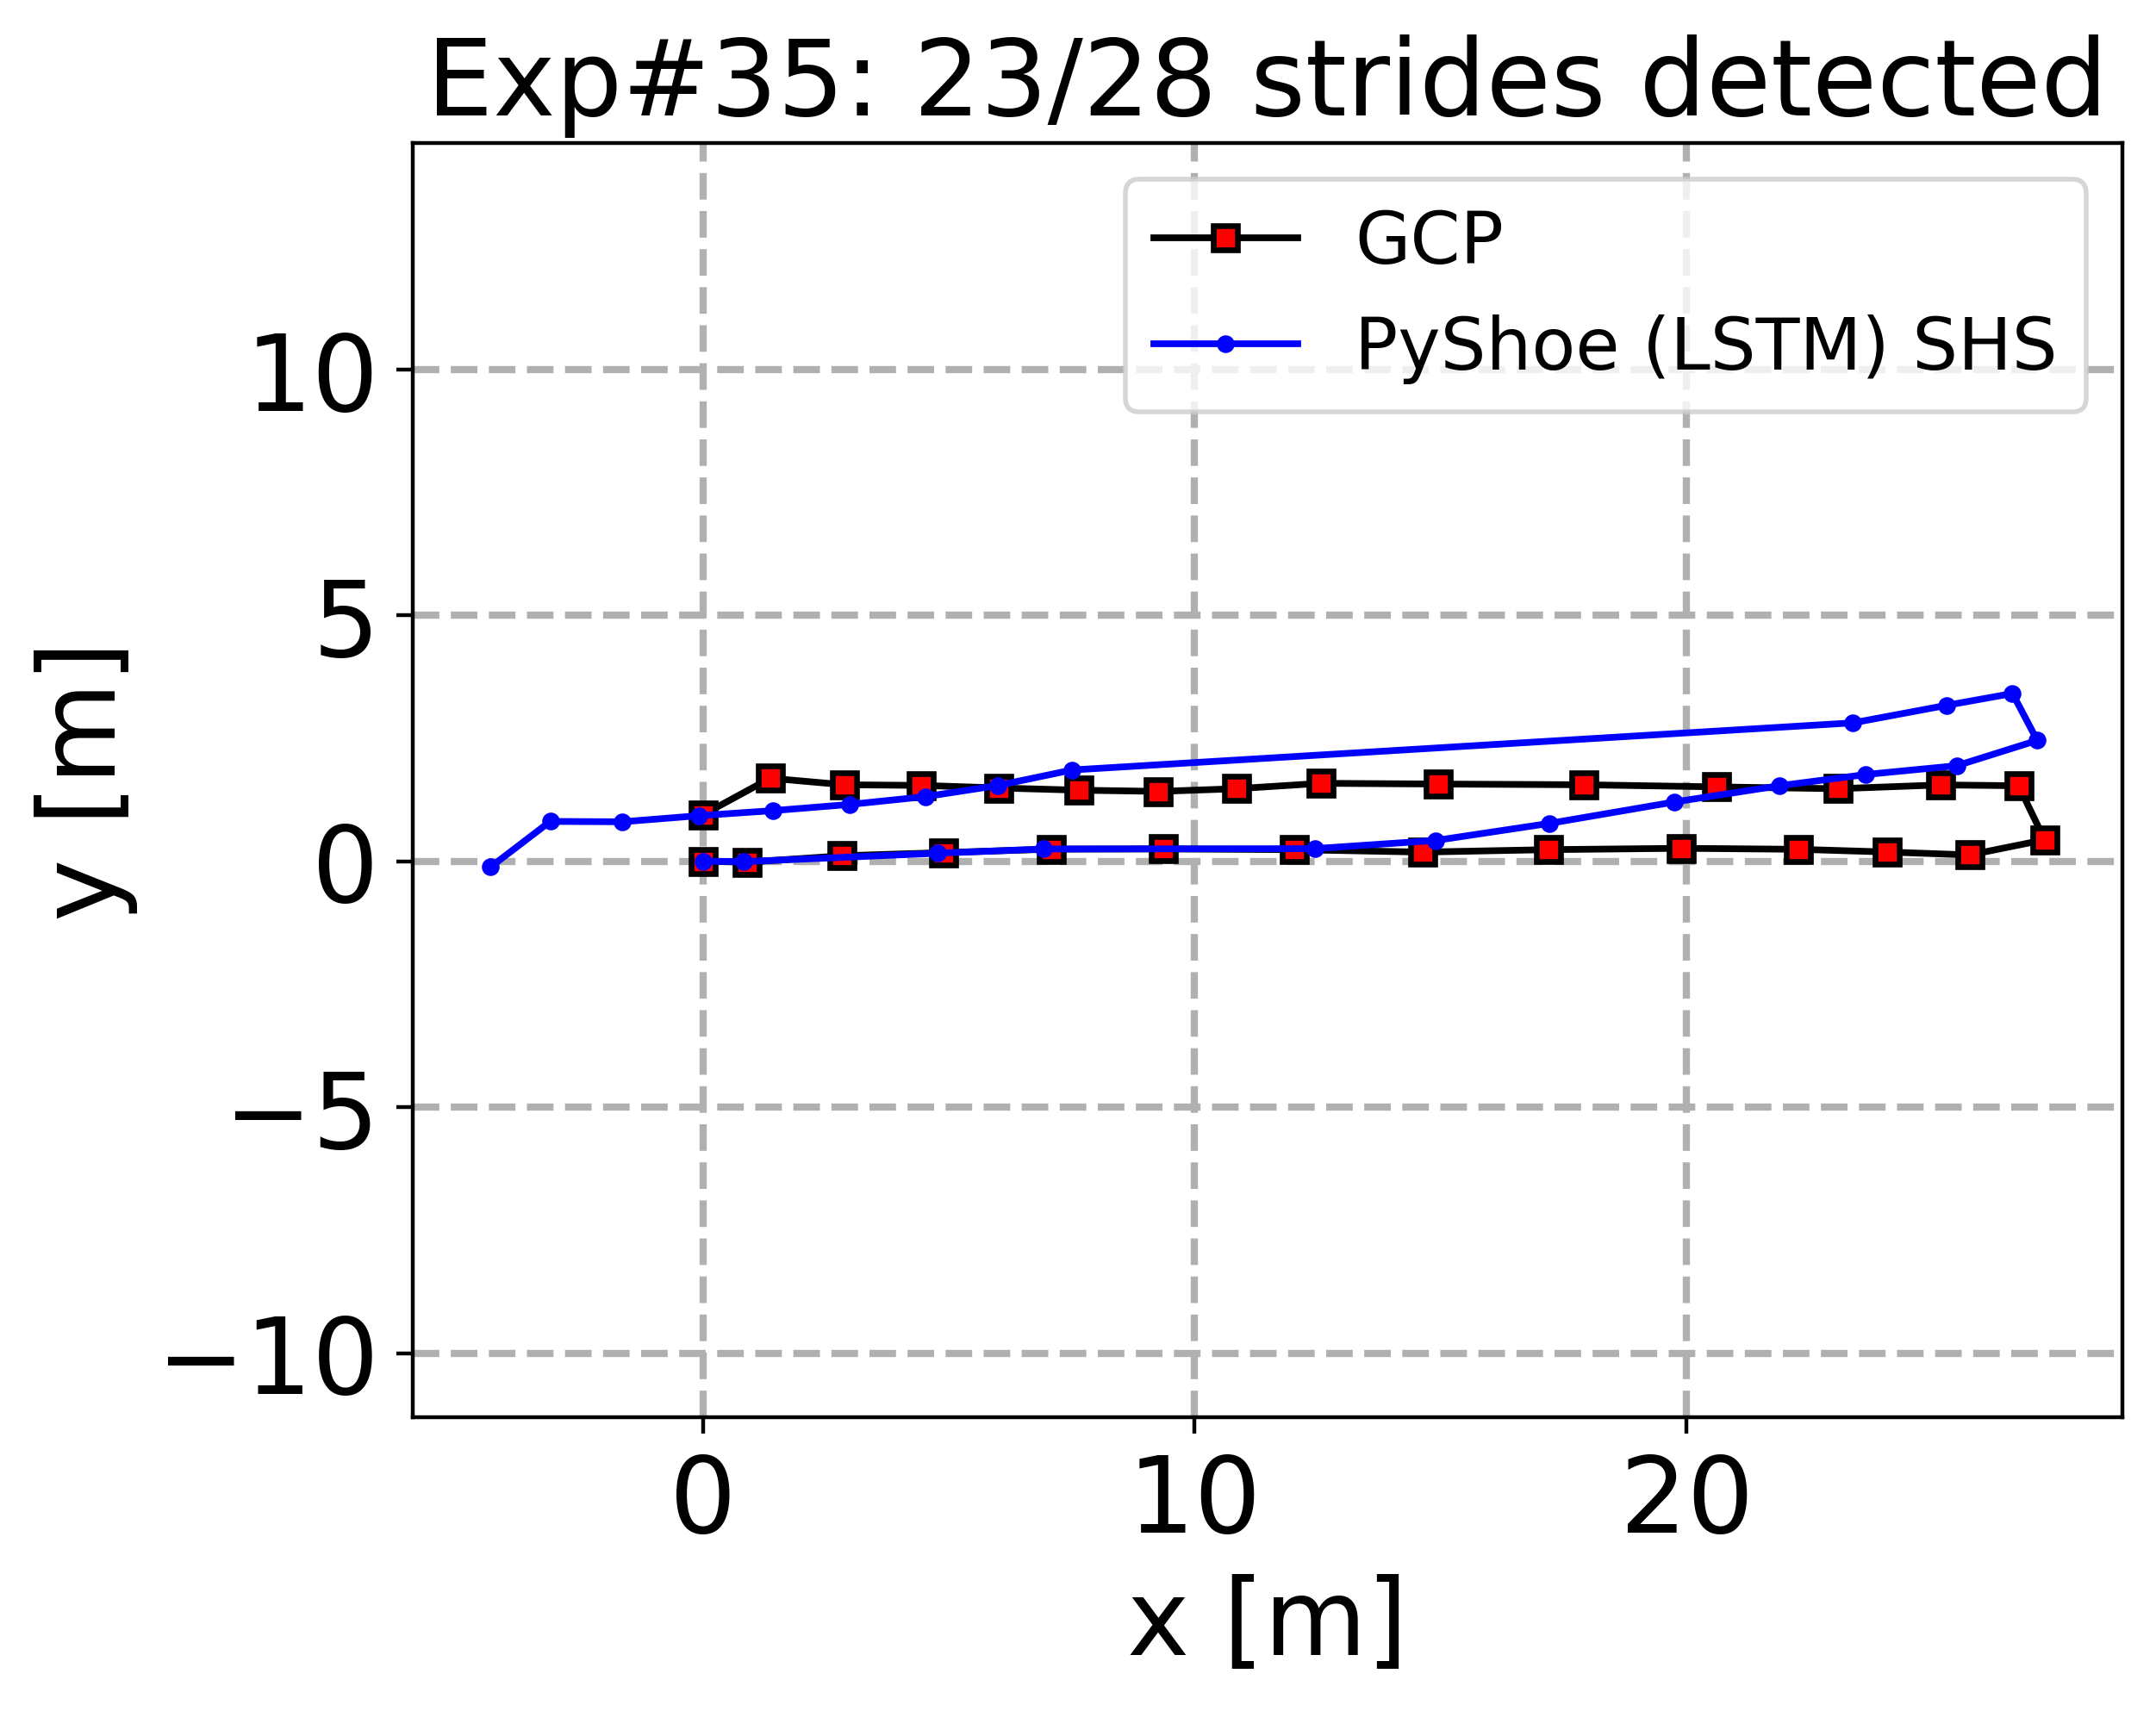 Exp#35: 23/28 strides detected
GCP
PyShoe (LSTM) SHS
y [m]
10
5
0
−5
−10
0 10 20
x [m]